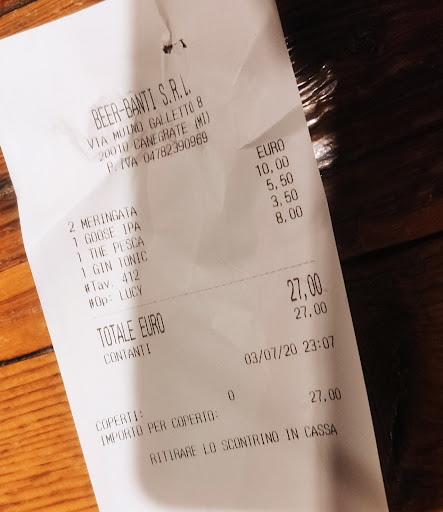 BEER-BANTI S.R.L.
VIA MULINO GALLETTO 8
20010 CANEGRATE (MI)
P.IVA 04782390969
EURO
2 MERINGATA 10,00
1 GOOSE IPA 5,50
1 THE PESCA 3,50
1 GIN TONIC 8,00
#Tav. 412
#Op: LUCY
TOTALE EURO 27,00
CONTANTI 27,00
03/07/20 23:07
COPERTI: 0
IMPORTO PER COPERTO: 27,00
RITIRARE LO SCONTRINO IN CASSA